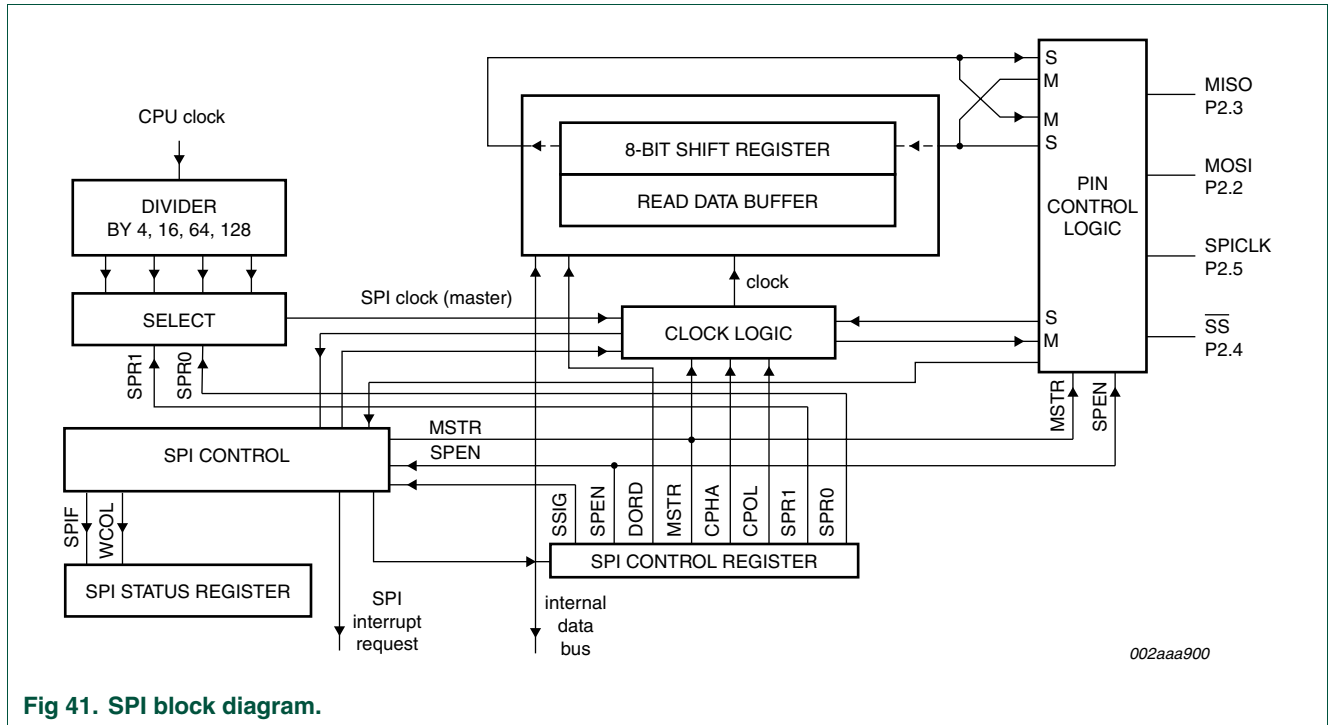 CPU clock
DIVIDER
BY 4, 16, 64, 128
SELECT
SPR1
SPR0
SPI clock (master)
8-BIT SHIFT REGISTER
READ DATA BUFFER
clock
CLOCK LOGIC
S
M
M
S
PIN
CONTROL
LOGIC
S
M
MISO
P2.3
MOSI
P2.2
SPICLK
P2.5
SS
P2.4
MSTR
SPEN
SPI CONTROL
MSTR
SPEN
SPIF
WCOL
SPI STATUS REGISTER
SPI
interrupt
request
SSIG
SPEN
DORD
MSTR
CPHA
CPOL
SPR1
SPR0
SPI CONTROL REGISTER
internal
data
bus
002aaa900
Fig 41. SPI block diagram.